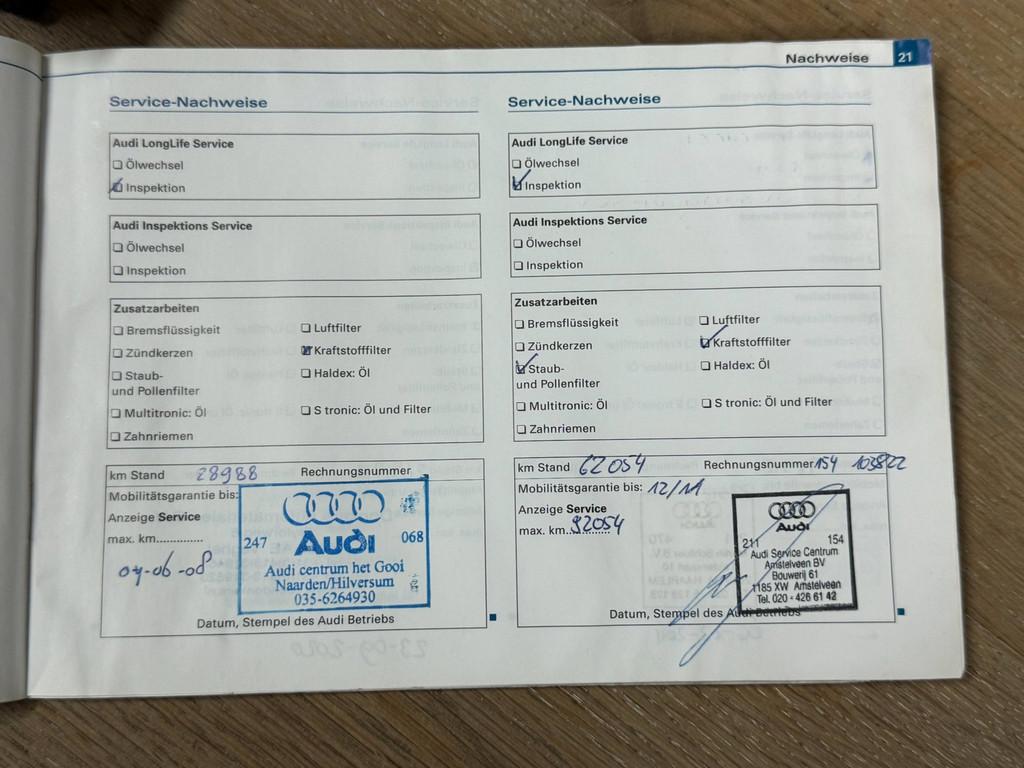 Nachweise 21
Service-Nachweise
Audi LongLife Service
Ölwechsel
Inspektion
Audi Inspektions Service
Ölwechsel
Inspektion
Zusatzarbeiten
Bremsflüssigkeit
Zündkerzen
Staub-
und Pollenfilter
Multitronic: Öl
Zahnriemen
Luftfilter
Kraftstofffilter
Haldex: Öl
S tronic: Öl und Filter
km Stand 28988 Rechnungsnummer
Mobilitätsgarantie bis:
Anzeige Service
max. km.............
04-06-08
247 Audi 068
Audi centrum het Gooi
Naarden/Hilversum
035-6264930
Datum, Stempel des Audi Betriebs
Service-Nachweise
Audi LongLife Service
Ölwechsel
Inspektion
Audi Inspektions Service
Ölwechsel
Inspektion
Zusatzarbeiten
Bremsflüssigkeit
Zündkerzen
Staub-
und Pollenfilter
Multitronic: Öl
Zahnriemen
Luftfilter
Kraftstofffilter
Haldex: Öl
S tronic: Öl und Filter
km Stand 62054 Rechnungsnummer 154 103822
Mobilitätsgarantie bis: 12/11
Anzeige Service
max. km 92054
Audi
211 154
Audi Service Centrum
Amstelveen BV
Bouwerij 61
1185 XW Amstelveen
Tel. 020 - 426 61 42
Datum, Stempel des Audi Betriebs